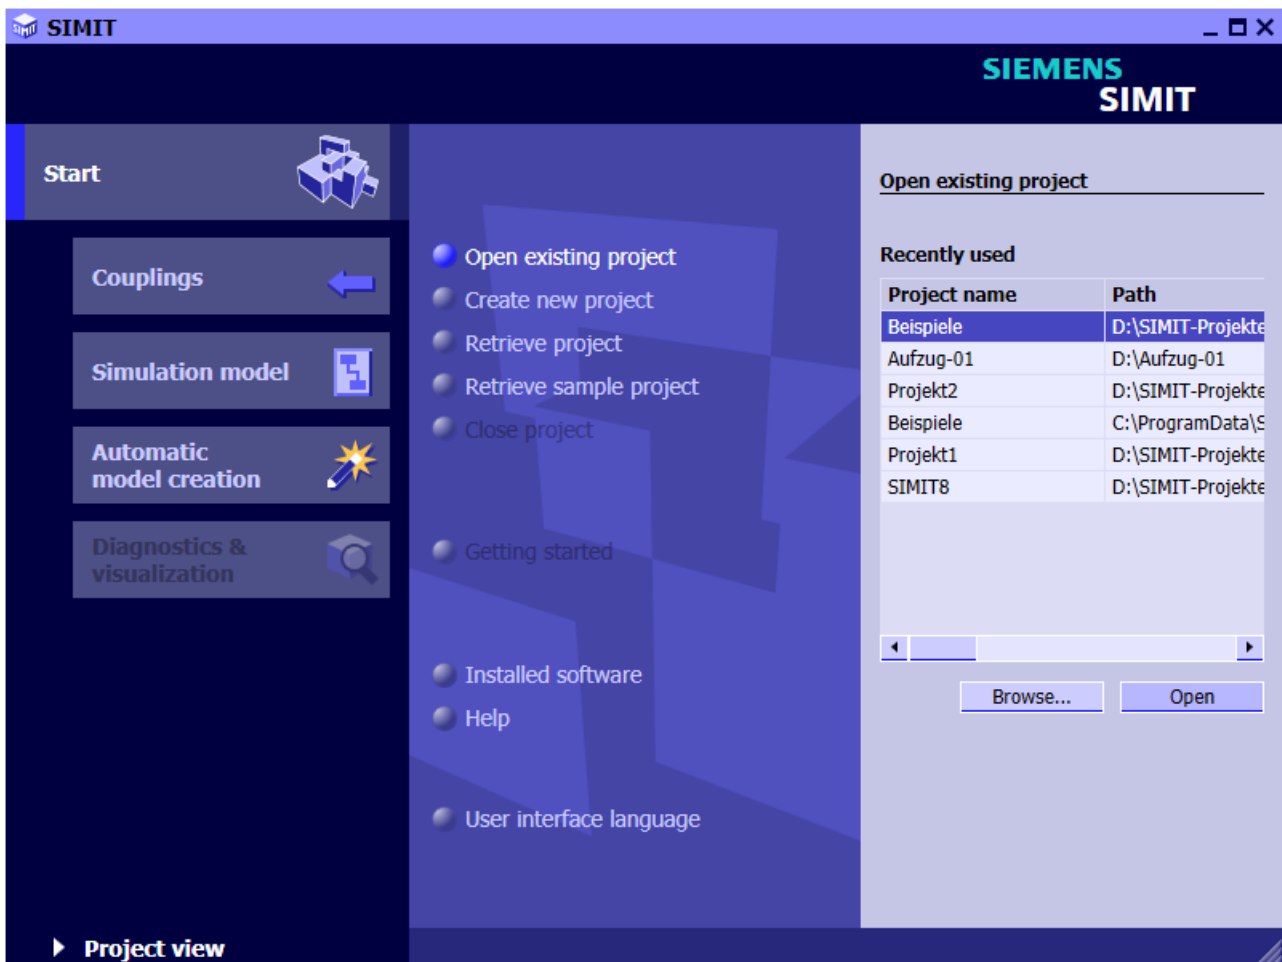 SIMIT
SIEMENS
SIMIT
Start
Couplings
Simulation model
Automatic
model creation
Diagnostics &
visualization
Project view
Open existing project
Create new project
Retrieve project
Retrieve sample project
Close project
Getting started
Installed software
Help
User interface language
Open existing project
Recently used
Project name Path
Beispiele D:\SIMIT-Projekte
Aufzug-01 D:\Aufzug-01
Projekt2 D:\SIMIT-Projekte
Beispiele C:\ProgramData\S
Projekt1 D:\SIMIT-Projekte
SIMIT8 D:\SIMIT-Projekte
Browse... Open